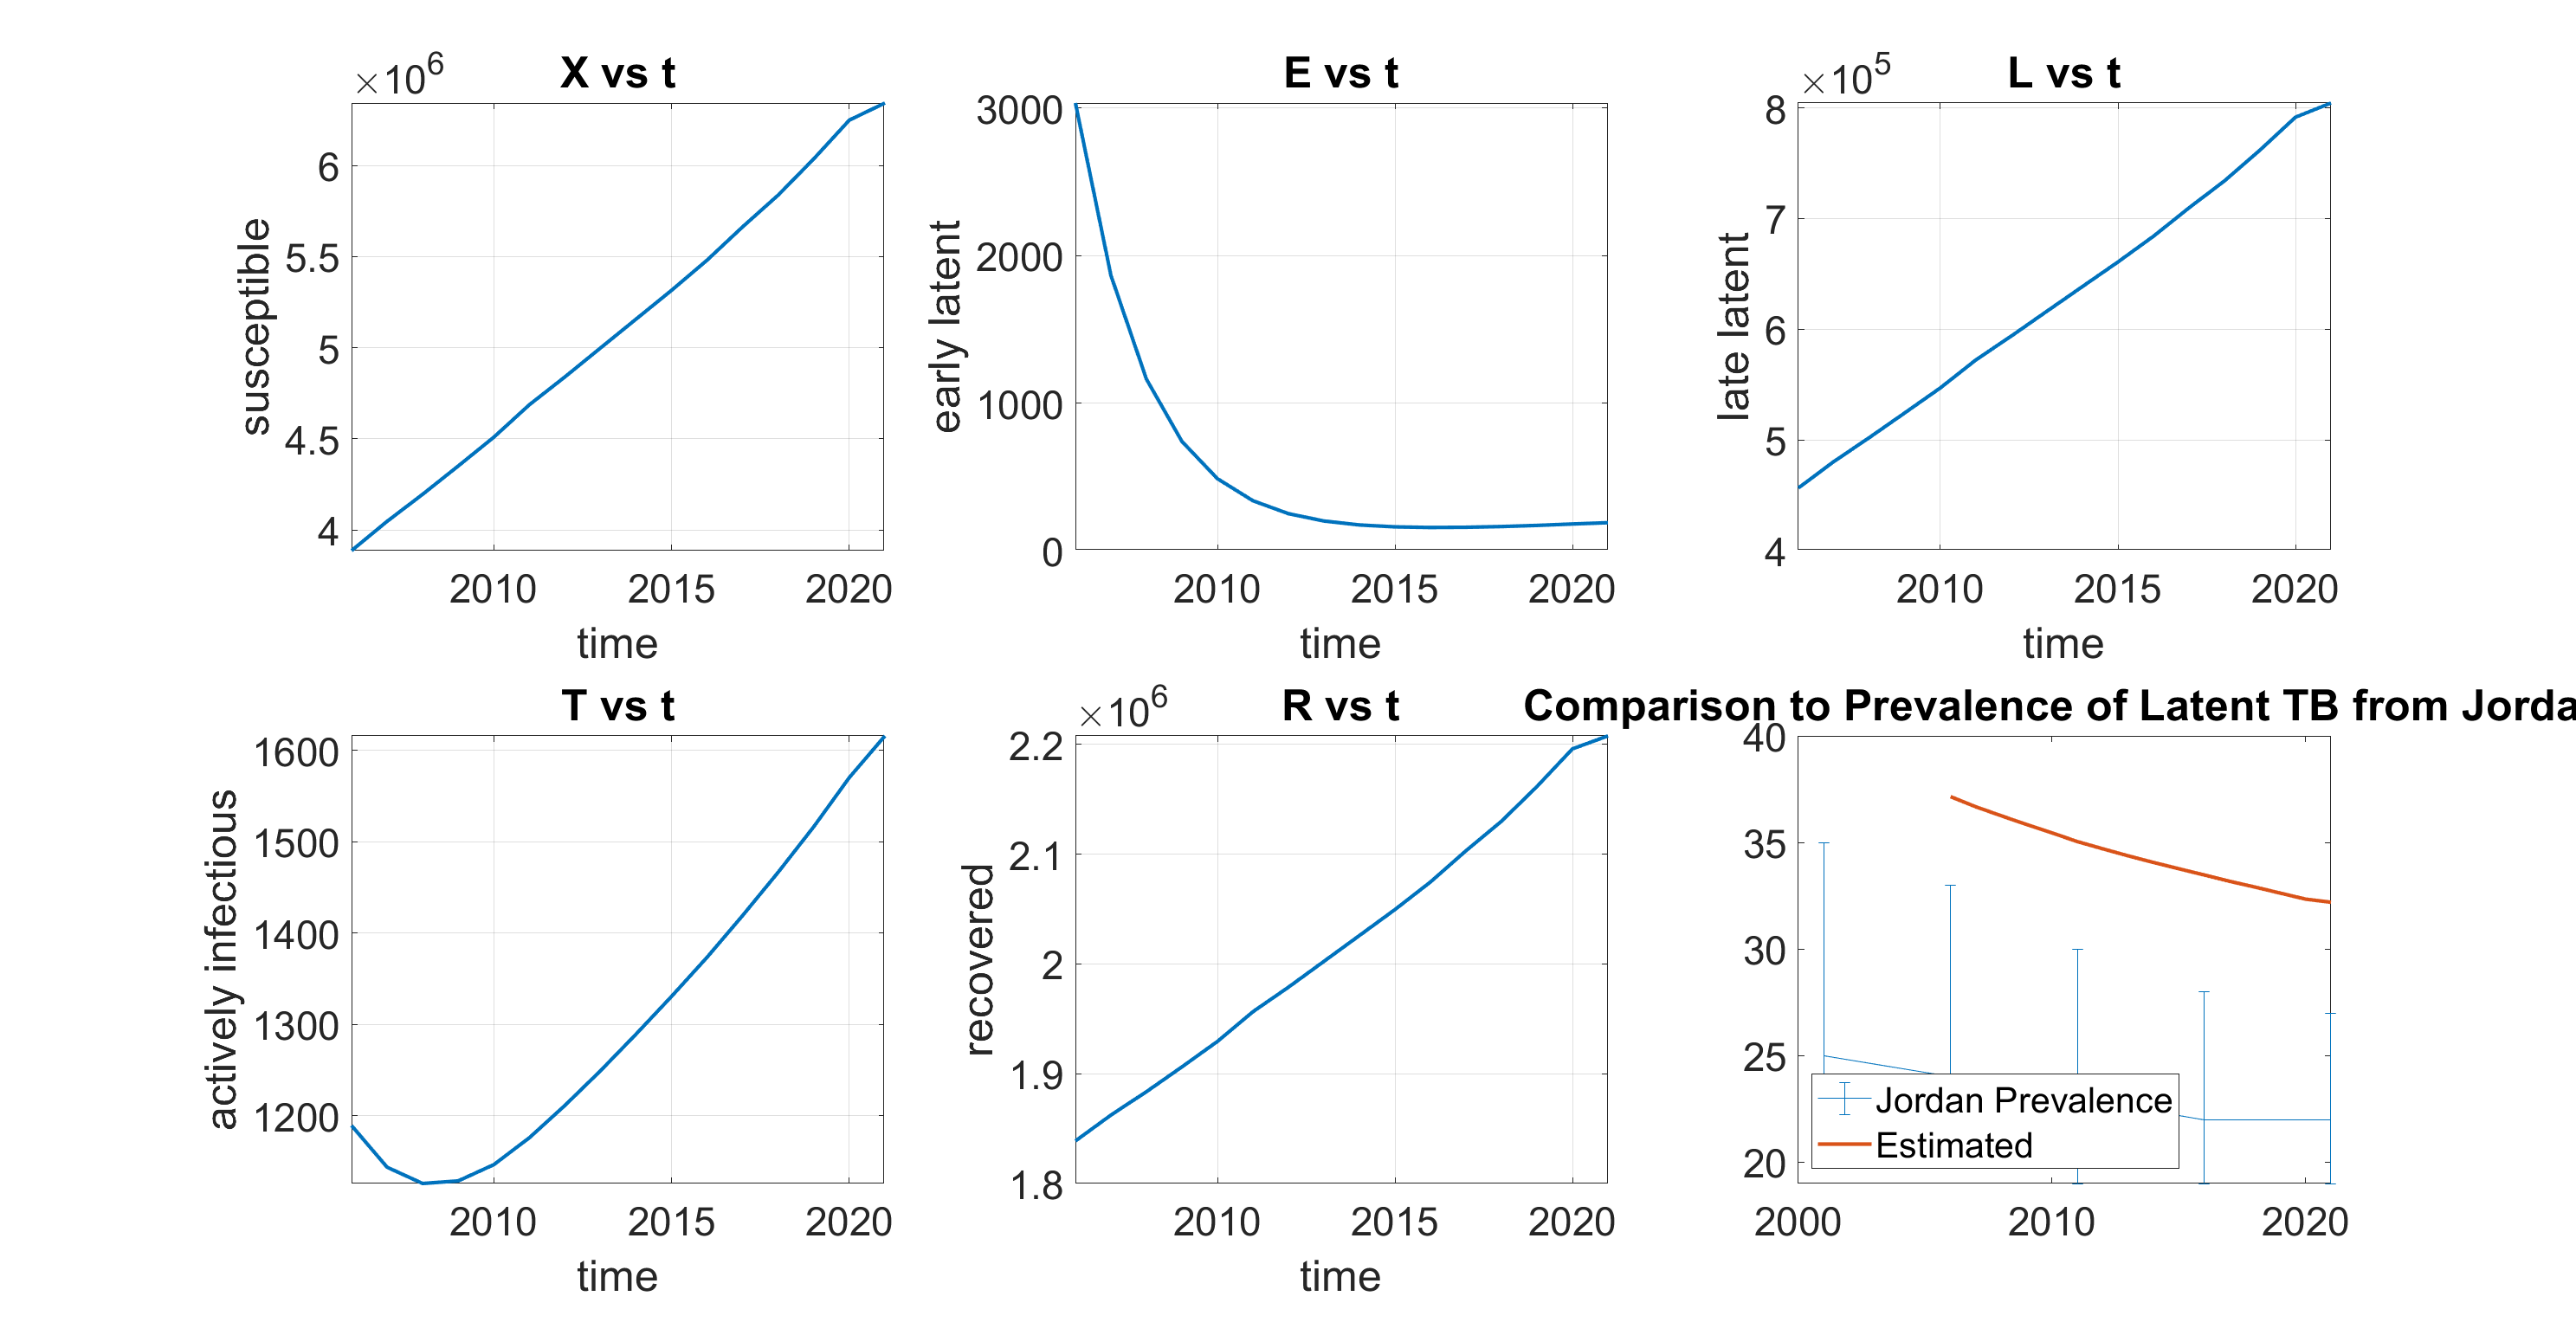 ×10^6
X vs t
susceptible
6
5.5
5
4.5
4
2010 2015 2020
time
E vs t
early latent
3000
2000
1000
0
2010 2015 2020
time
×10^5
L vs t
late latent
8
7
6
5
4
2010 2015 2020
time
T vs t
actively infectious
1600
1500
1400
1300
1200
2010 2015 2020
time
×10^6
R vs t
recovered
2.2
2.1
2
1.9
1.8
2010 2015 2020
time
Comparison to Prevalence of Latent TB from Jorda
40
35
30
25
20
Jordan Prevalence
Estimated
2000 2010 2020